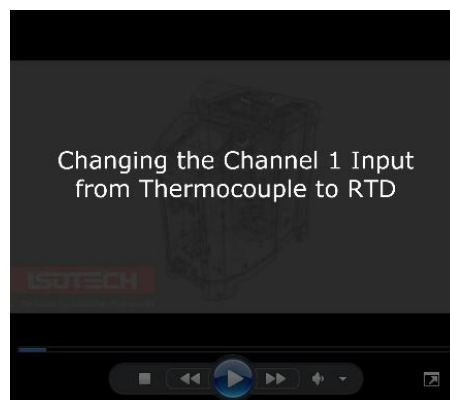 Changing the Channel 1 Input
from Thermocouple to RTD
ISOTECH